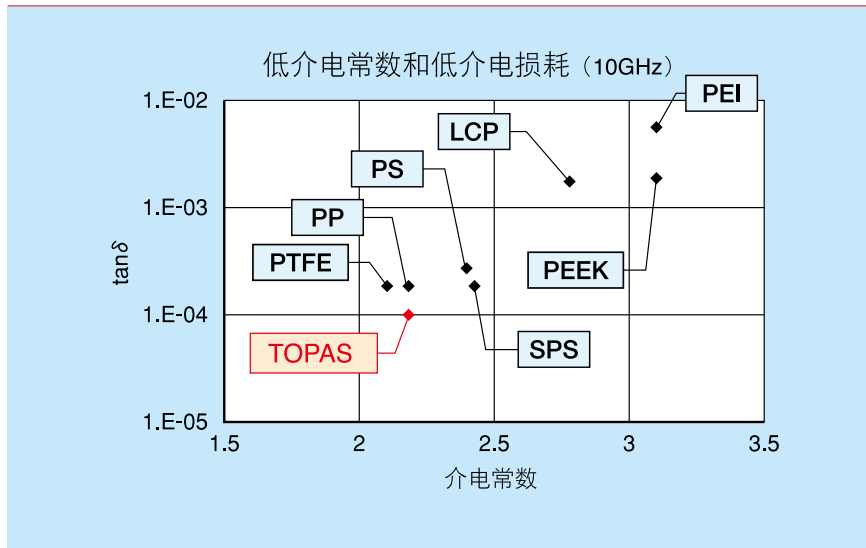 低介电常数和低介电损耗（10GHz）
1.E-02
PEI
LCP
PS
1.E-03
PP
PTFE
PEEK
tanδ
1.E-04
TOPAS
SPS
1.E-05
1.5
2
2.5
3
3.5
介电常数